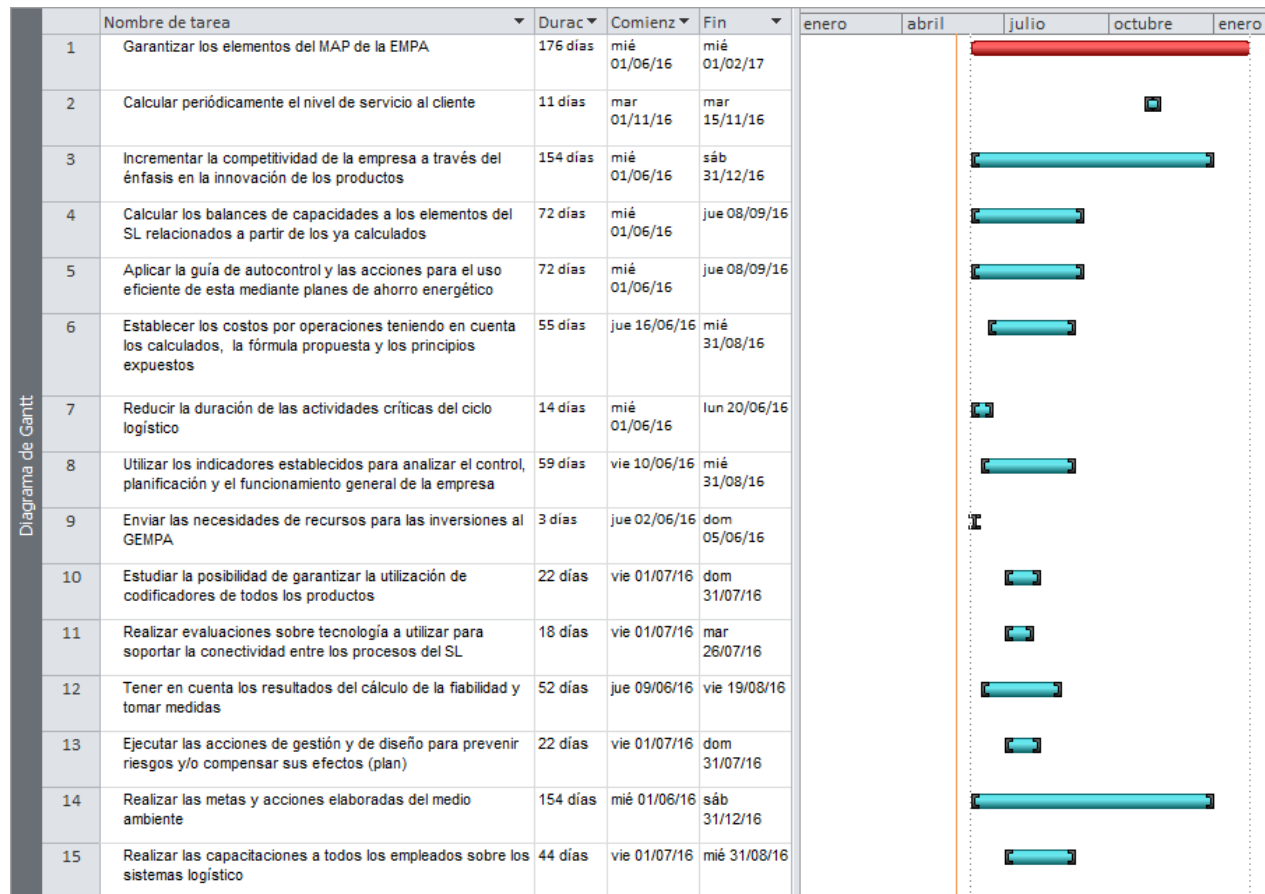 Nombre de tarea Durac Comienz Fin enero abril julio octubre enero
1 Garantizar los elementos del MAP de la EMPA 176 días mié mié
01/06/16 01/02/17
2 Calcular periódicamente el nivel de servicio al cliente 11 días mar mar
01/11/16 15/11/16
3 Incrementar la competitividad de la empresa a través del 154 días mié sáb
énfasis en la innovación de los productos 01/06/16 31/12/16
4 Calcular los balances de capacidades a los elementos del 72 días mié jue 08/09/16
SL relacionados a partir de los ya calculados 01/06/16
5 Aplicar la guía de autocontrol y las acciones para el uso 72 días mié jue 08/09/16
eficiente de esta mediante planes de ahorro energético 01/06/16
6 Establecer los costos por operaciones teniendo en cuenta 55 días jue 16/06/16 mié
los calculados, la fórmula propuesta y los principios 31/08/16
expuestos
7 Reducir la duración de las actividades críticas del ciclo 14 días mié lun 20/06/16
logístico 01/06/16
8 Utilizar los indicadores establecidos para analizar el control, 59 días vie 10/06/16 mié
planificación y el funcionamiento general de la empresa 31/08/16
9 Enviar las necesidades de recursos para las inversiones al 3 días jue 02/06/16 dom
GEMPA 05/06/16
10 Estudiar la posibilidad de garantizar la utilización de 22 días vie 01/07/16 dom
codificadores de todos los productos 31/07/16
11 Realizar evaluaciones sobre tecnología a utilizar para 18 días vie 01/07/16 mar
soportar la conectividad entre los procesos del SL 26/07/16
12 Tener en cuenta los resultados del cálculo de la fiabilidad y 52 días jue 09/06/16 vie 19/08/16
tomar medidas
13 Ejecutar las acciones de gestión y de diseño para prevenir 22 días vie 01/07/16 dom
riesgos y/o compensar sus efectos (plan) 31/07/16
14 Realizar las metas y acciones elaboradas del medio 154 días mié 01/06/16 sáb
ambiente 31/12/16
15 Realizar las capacitaciones a todos los empleados sobre los 44 días vie 01/07/16 mié 31/08/16
sistemas logístico
Diagrama de Gantt